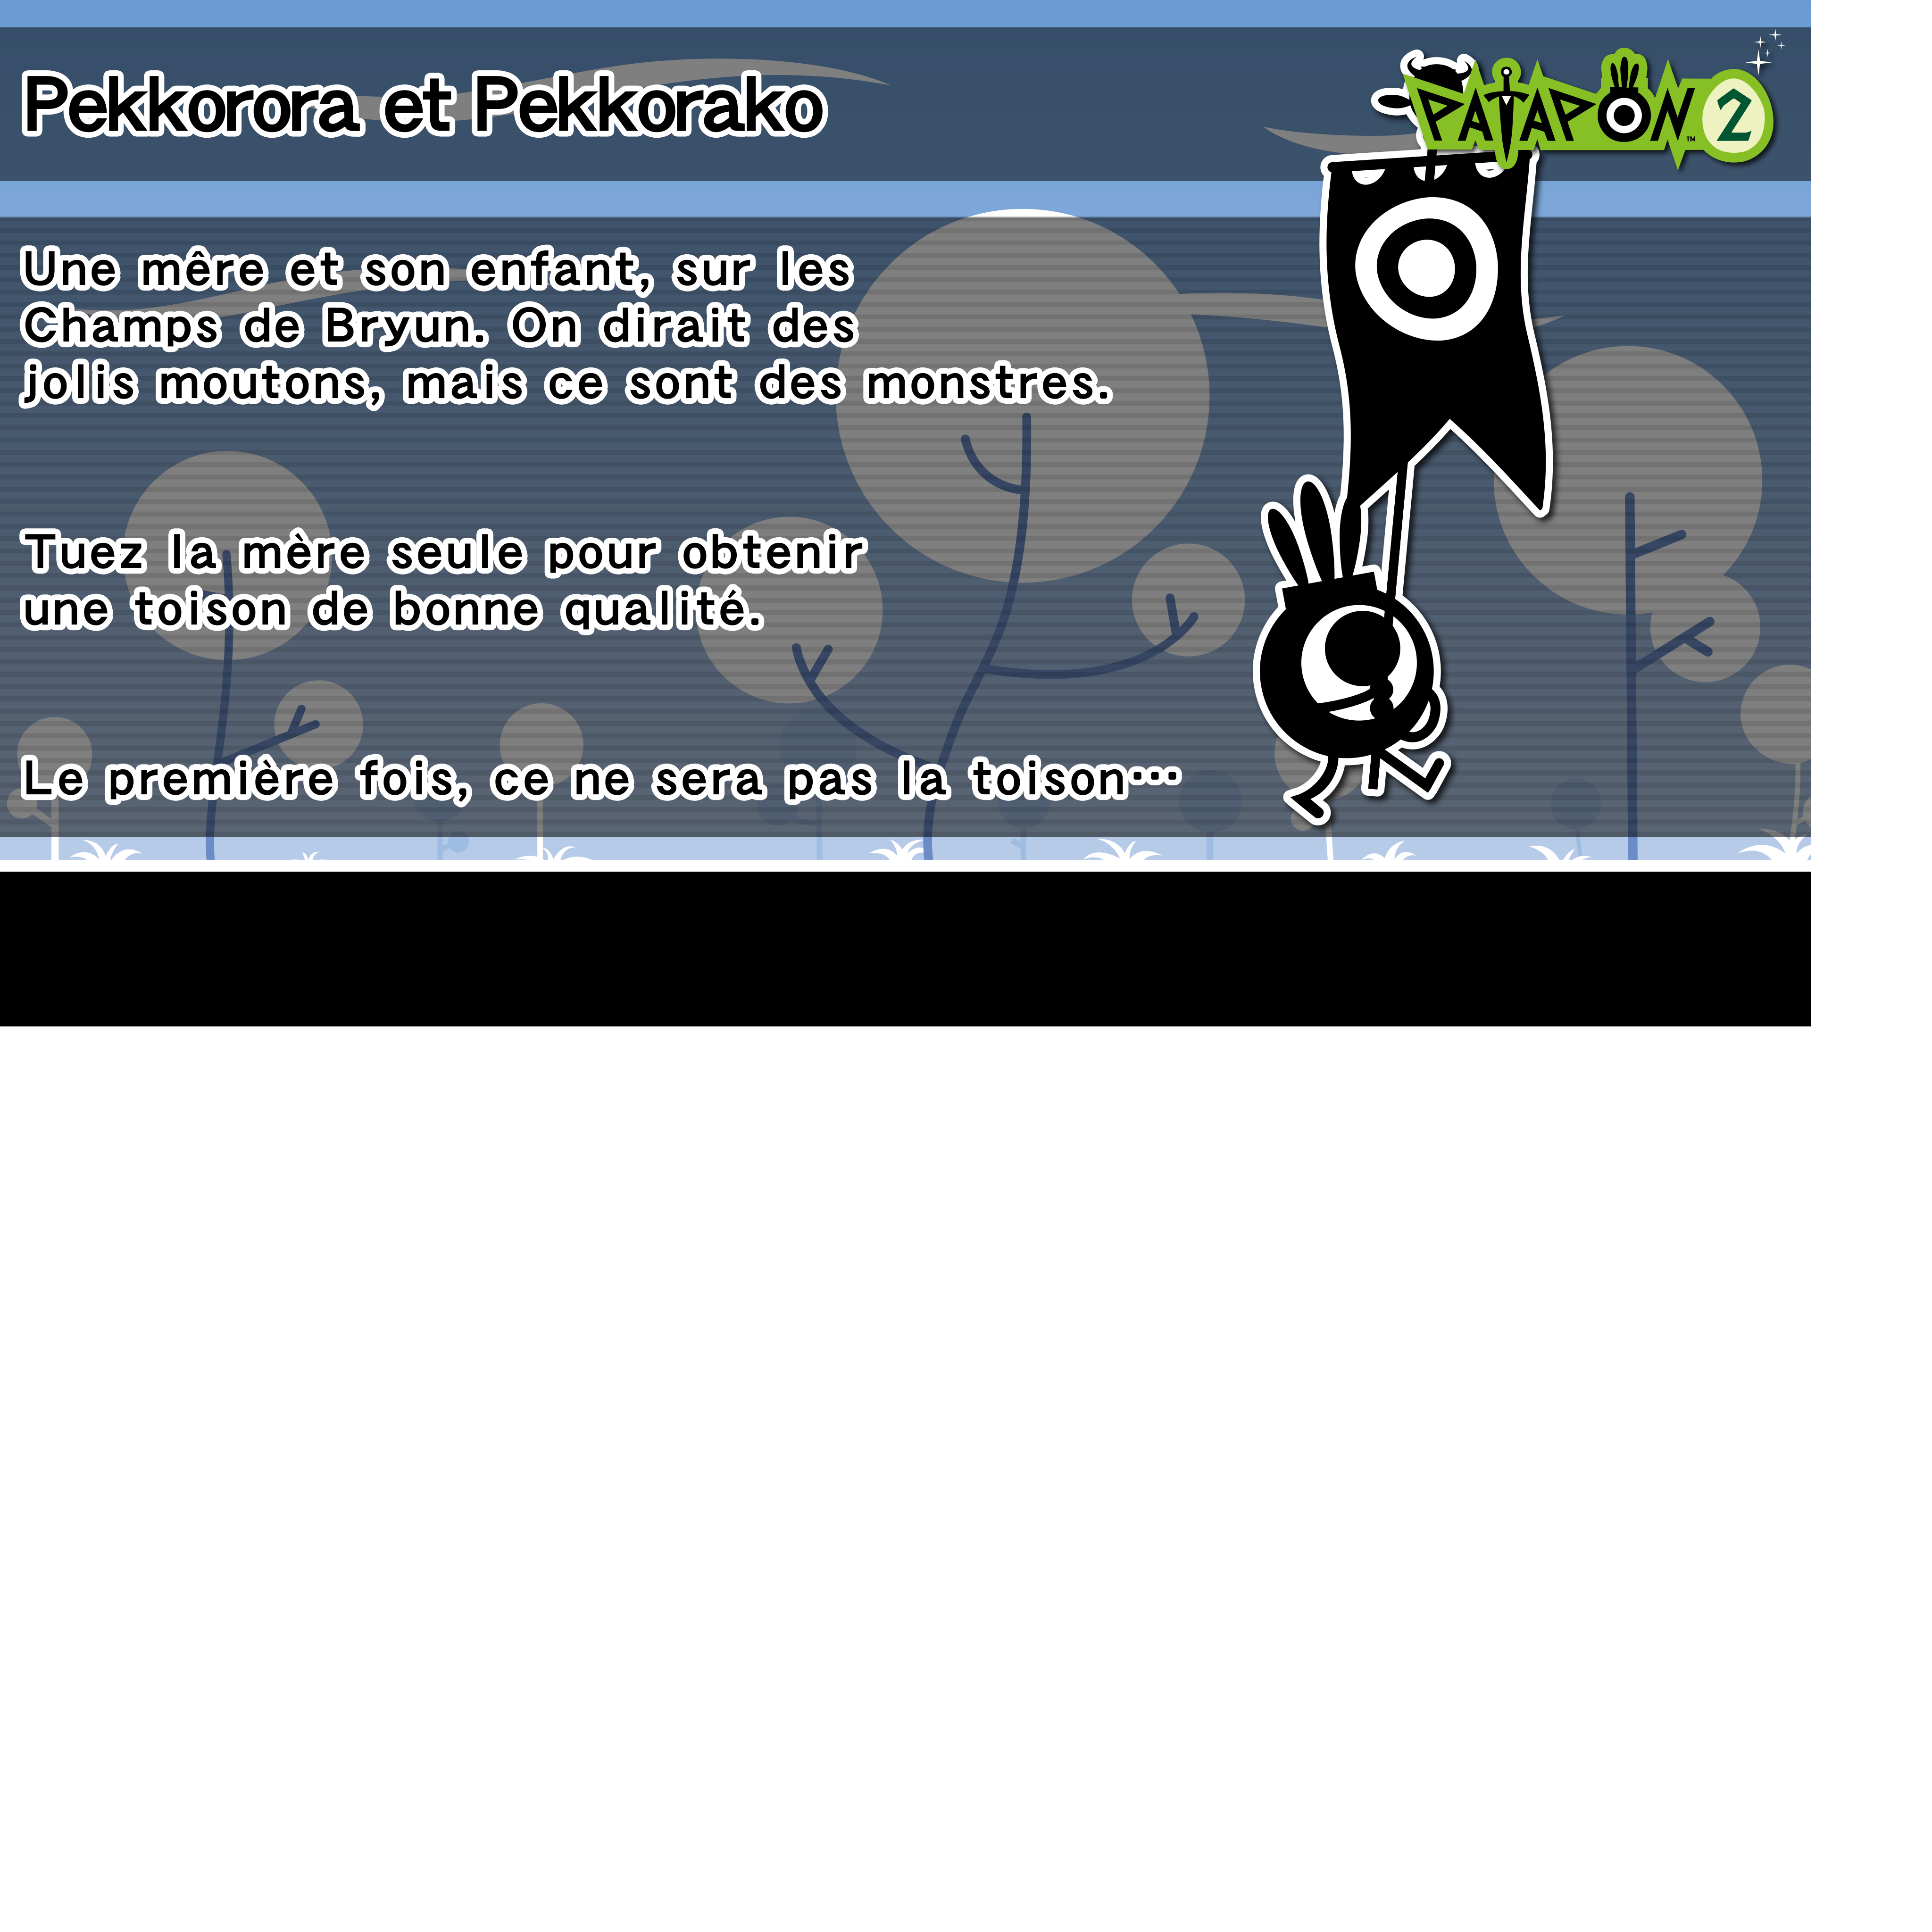 Pekkorora et Pekkorako
PATAPON™ 2
Une mêre et son enfant, sur les
Champs de Bryun. On dirait des
jolis moutons, mais ce sont des monstres.
Tuez la mère seule pour obtenir
une toison de bonne qualité.
Le première fois, ce ne sera pas la toison…